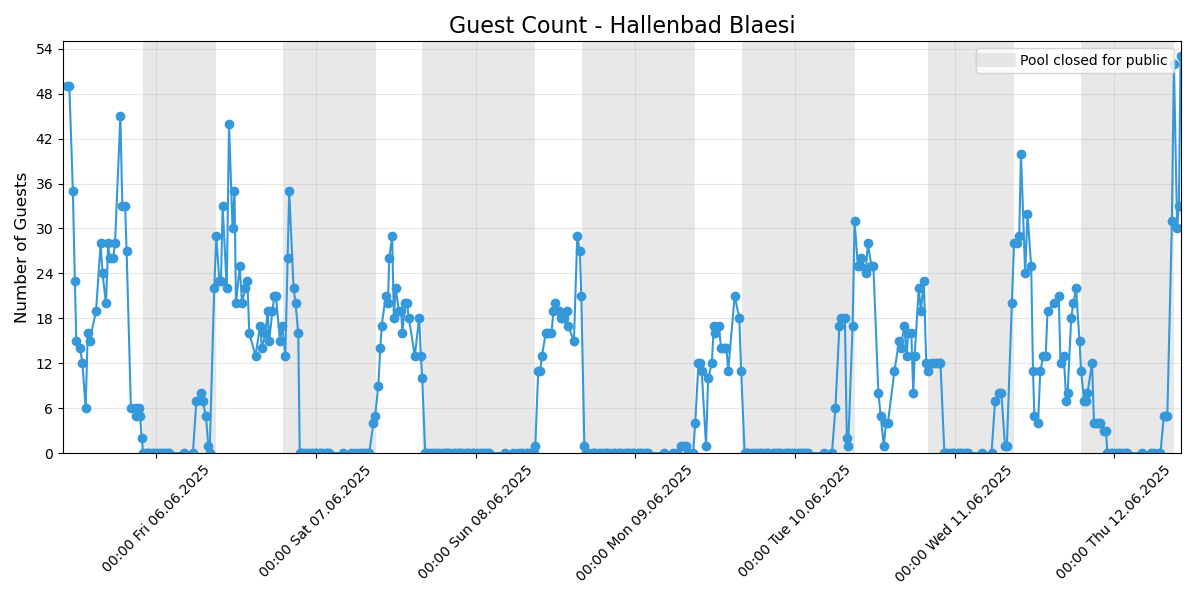 Guest Count - Hallenbad Blaesi
Pool closed for public
Number of Guests
54
48
42
36
30
24
18
12
6
0
00:00 Fri 06.06.2025
00:00 Sat 07.06.2025
00:00 Sun 08.06.2025
00:00 Mon 09.06.2025
00:00 Tue 10.06.2025
00:00 Wed 11.06.2025
00:00 Thu 12.06.2025